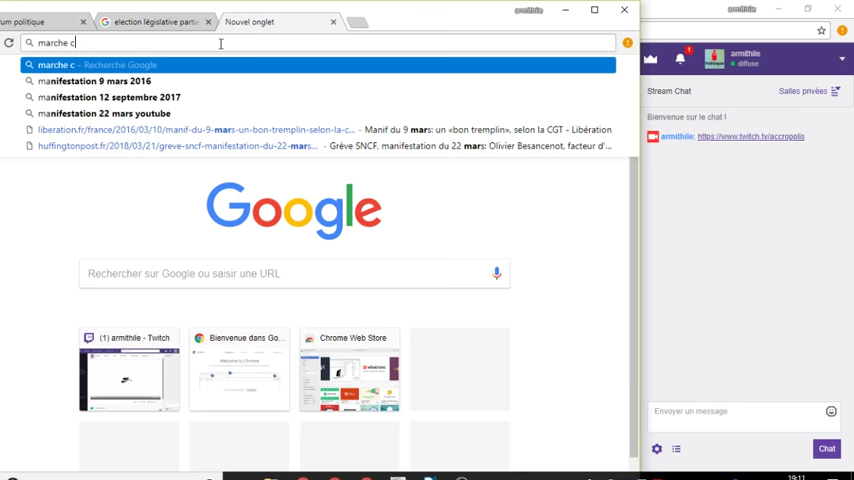 armithile
rum politique
election législative partie
Nouvel onglet
marche c
marche c - Recherche Google
manifestation 9 mars 2016
manifestation 12 septembre 2017
manifestation 22 mars youtube
liberation.fr/france/2016/03/10/manif-du-9-mars-un-bon-tremplin-selon-la-c... - Manif du 9 mars: un «bon tremplin», selon la CGT - Libération
huffingtonpost.fr/2018/03/21/greve-sncf-manifestation-du-22-mars... - Grève SNCF, manifestation du 22 mars: Olivier Besancenot, facteur d'...
Google
Rechercher sur Google ou saisir une URL
(1) armithile - Twitch
Bienvenue dans Go...
Chrome Web Store
armithile
1
armithile
diffuse
Stream Chat
Salles privées
Bienvenue sur le chat !
armithile: https://www.twitch.tv/accropolis
Envoyer un message
Chat
19:11